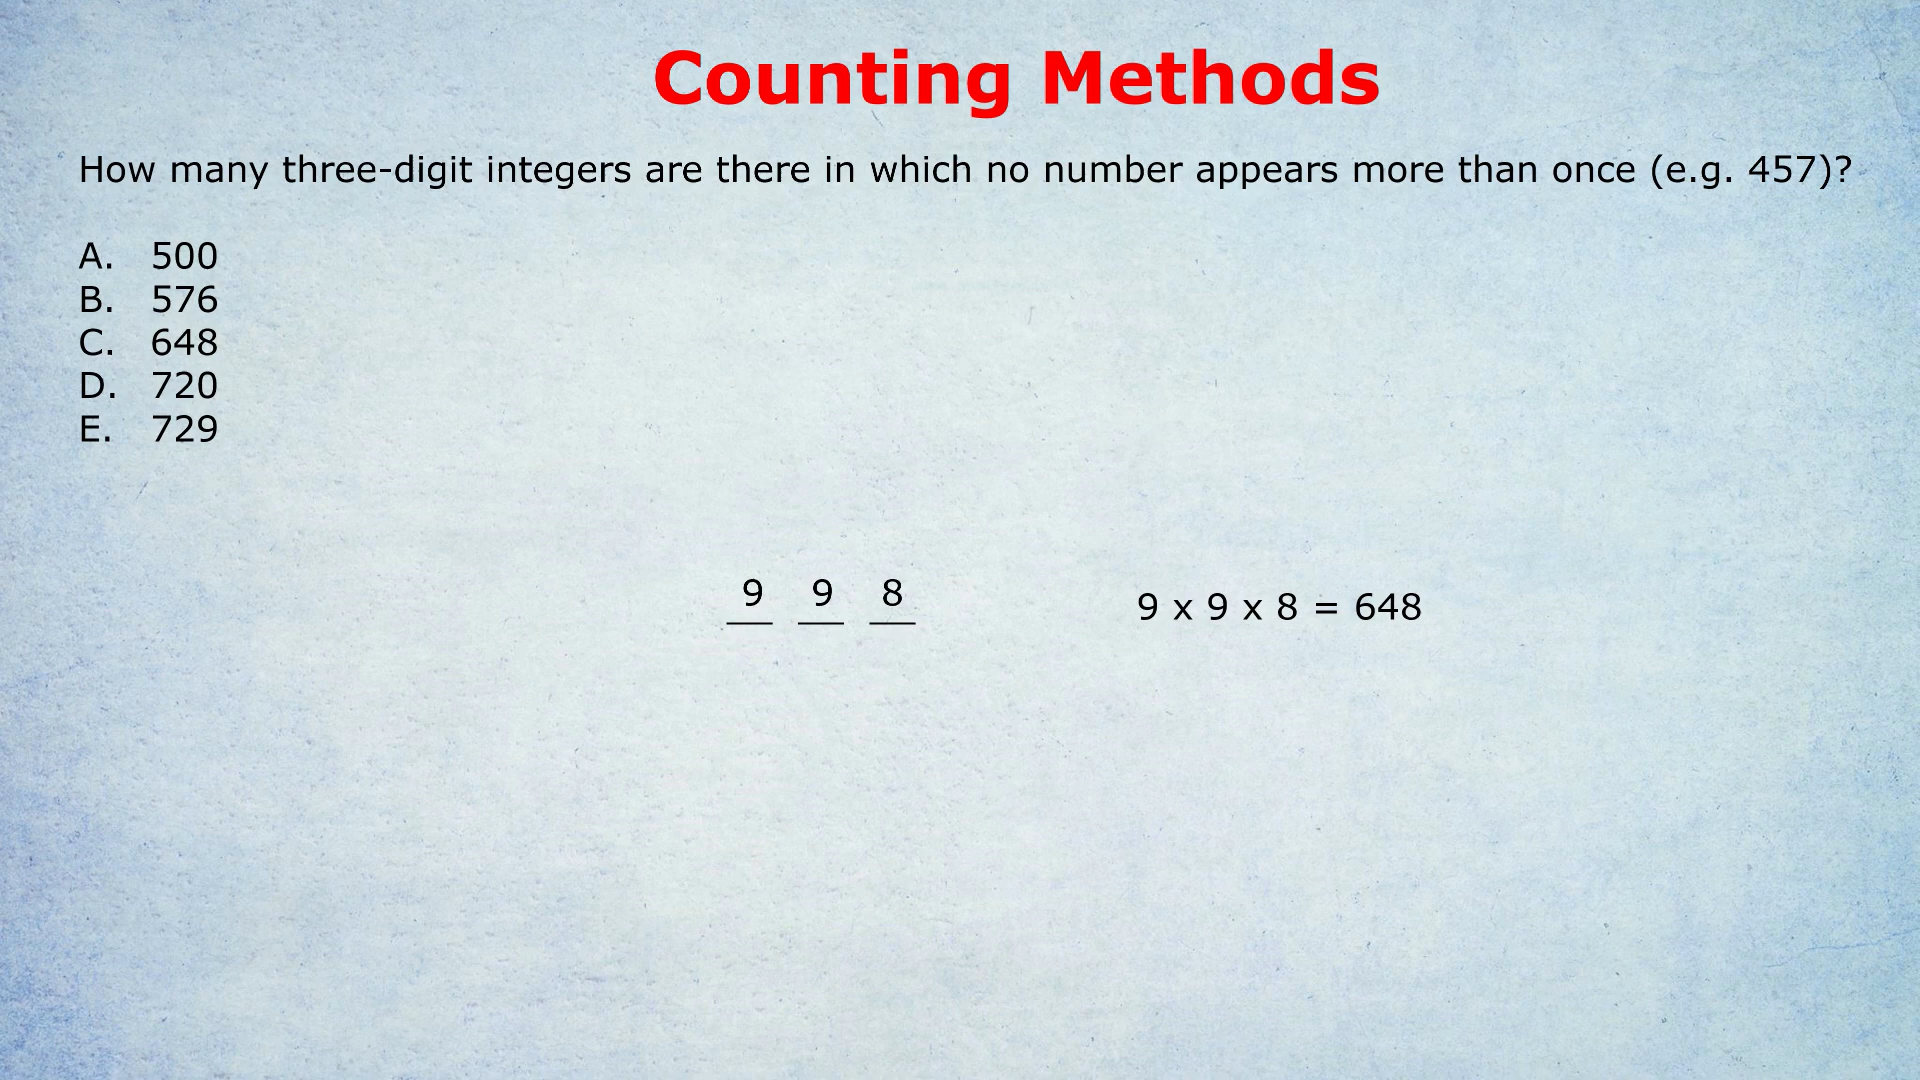 Counting Methods
How many three-digit integers are there in which no number appears more than once (e.g. 457)?
A. 500
B. 576
C. 648
D. 720
E. 729
9 9 8
9 x 9 x 8 = 648